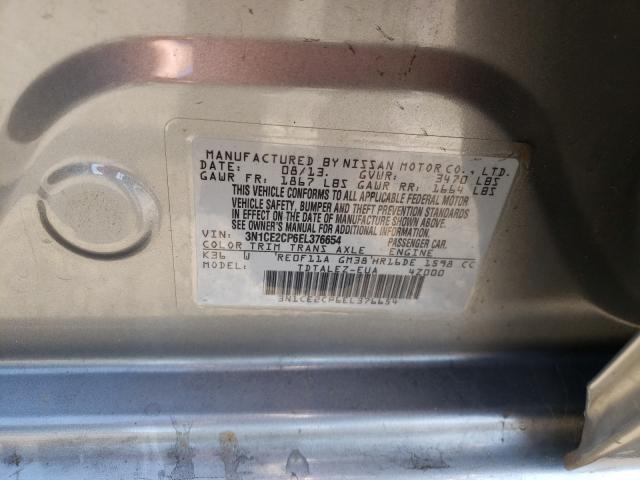 MANUFACTURED BY NISSAN MOTOR CO., LTD.
DATE: 08/13. GVWR: 3470 LBS
GAWR FR: 1867 LBS GAWR RR: 1664 LBS
THIS VEHICLE CONFORMS TO ALL APPLICABLE FEDERAL MOTOR
VEHICLE SAFETY, BUMPER AND THEFT PREVENTION STANDARDS
IN EFFECT ON THE DATE OF MANUFACTURE SHOWN ABOVE.
SEE OWNER'S MANUAL FOR ADDITIONAL INFORMATION.
VIN: 3N1CE2CP6EL376654 PASSENGER CAR.
COLOR TRIM TRANS AXLE ENGINE
K36 W RE0F11A GM38 HR16DE 1598 CC
TDTALEZ-EUA 4Z000
3N1CE2CP6EL376654